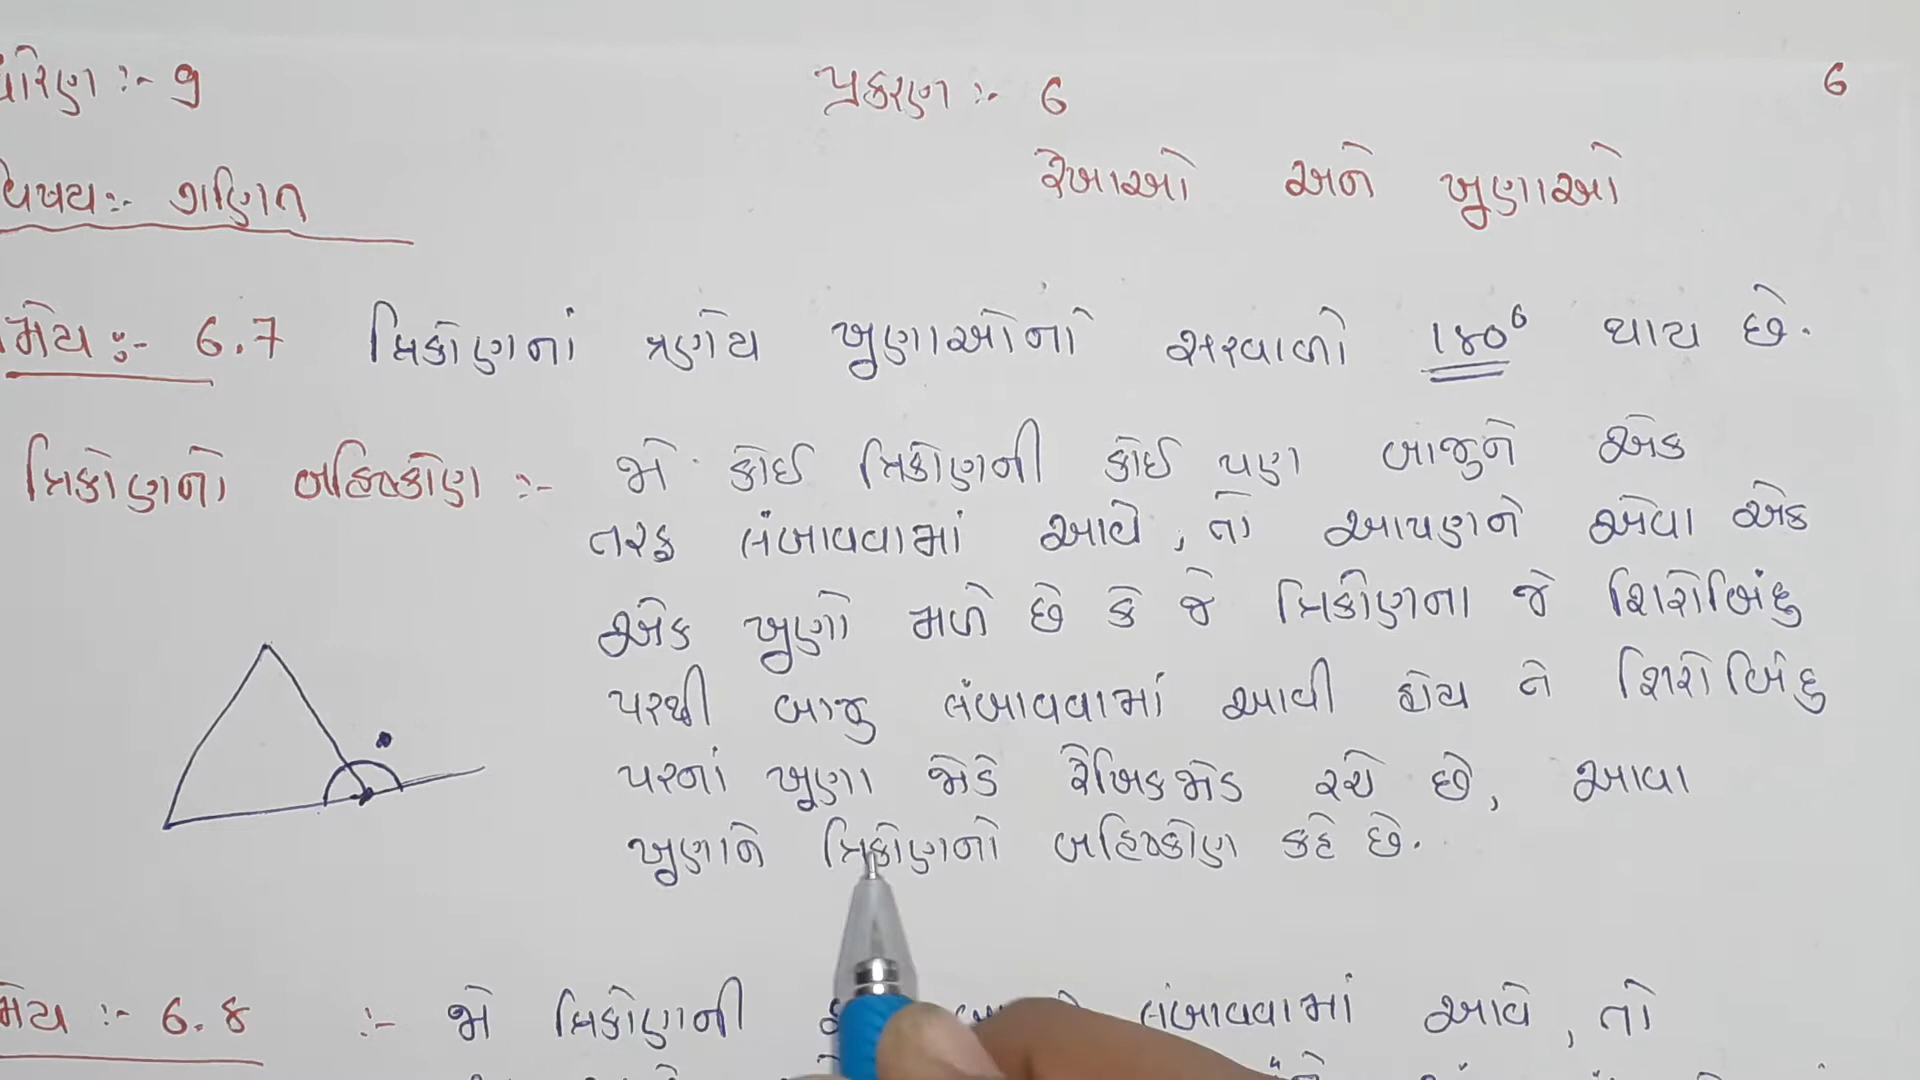 ધોરણ :- 9 પ્રકરણ :- 6 6
વિષય:- ગણિત રેખાઓ અને ખૂણાઓ
પ્રમેય :- 6.7 ત્રિકોણનાં ત્રણેય ખૂણાઓનો સરવાળો 180° થાય છે.
ત્રિકોણનો બહિષ્કોણ :- જો કોઈ ત્રિકોણની કોઈ પણ બાજુને એક
તરફ લંબાવવામાં આવે, તો આપણને એવા એક
એક ખૂણો મળે છે કે જે ત્રિકોણના જે શિરોબિંદુ
પરથી બાજુ લંબાવવામાં આવી હોય તે શિરોબિંદુ
પરનાં ખૂણા જોડે રૈખિકજોડ રચે છે, આવા
ખૂણાને ત્રિકોણનો બહિષ્કોણ કહે છે.
પ્રમેય :- 6.8 :- જો ત્રિકોણની લંબાવવામાં આવે, તો